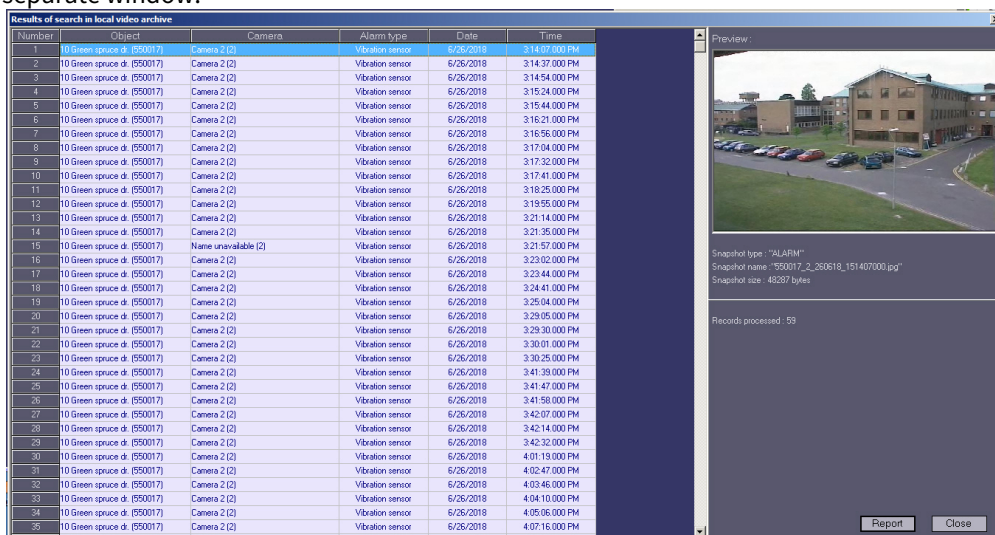 separate window.
Results of search in local video archive
Number Object Camera Alarm type Date Time
1 10 Green spruce dr. (550017) Camera 2 (2) Vibration sensor 6/26/2018 3:14:07.000 PM
2 10 Green spruce dr. (550017) Camera 2 (2) Vibration sensor 6/26/2018 3:14:37.000 PM
3 10 Green spruce dr. (550017) Camera 2 (2) Vibration sensor 6/26/2018 3:14:54.000 PM
4 10 Green spruce dr. (550017) Camera 2 (2) Vibration sensor 6/26/2018 3:15:24.000 PM
5 10 Green spruce dr. (550017) Camera 2 (2) Vibration sensor 6/26/2018 3:15:44.000 PM
6 10 Green spruce dr. (550017) Camera 2 (2) Vibration sensor 6/26/2018 3:16:21.000 PM
7 10 Green spruce dr. (550017) Camera 2 (2) Vibration sensor 6/26/2018 3:16:56.000 PM
8 10 Green spruce dr. (550017) Camera 2 (2) Vibration sensor 6/26/2018 3:17:04.000 PM
9 10 Green spruce dr. (550017) Camera 2 (2) Vibration sensor 6/26/2018 3:17:32.000 PM
10 10 Green spruce dr. (550017) Camera 2 (2) Vibration sensor 6/26/2018 3:17:41.000 PM
11 10 Green spruce dr. (550017) Camera 2 (2) Vibration sensor 6/26/2018 3:18:25.000 PM
12 10 Green spruce dr. (550017) Camera 2 (2) Vibration sensor 6/26/2018 3:19:55.000 PM
13 10 Green spruce dr. (550017) Camera 2 (2) Vibration sensor 6/26/2018 3:21:14.000 PM
14 10 Green spruce dr. (550017) Camera 2 (2) Vibration sensor 6/26/2018 3:21:35.000 PM
15 10 Green spruce dr. (550017) Name unavailable (2) Vibration sensor 6/26/2018 3:21:57.000 PM
16 10 Green spruce dr. (550017) Camera 2 (2) Vibration sensor 6/26/2018 3:23:02.000 PM
17 10 Green spruce dr. (550017) Camera 2 (2) Vibration sensor 6/26/2018 3:23:44.000 PM
18 10 Green spruce dr. (550017) Camera 2 (2) Vibration sensor 6/26/2018 3:24:41.000 PM
19 10 Green spruce dr. (550017) Camera 2 (2) Vibration sensor 6/26/2018 3:25:04.000 PM
20 10 Green spruce dr. (550017) Camera 2 (2) Vibration sensor 6/26/2018 3:29:05.000 PM
21 10 Green spruce dr. (550017) Camera 2 (2) Vibration sensor 6/26/2018 3:29:30.000 PM
22 10 Green spruce dr. (550017) Camera 2 (2) Vibration sensor 6/26/2018 3:30:01.000 PM
23 10 Green spruce dr. (550017) Camera 2 (2) Vibration sensor 6/26/2018 3:30:25.000 PM
24 10 Green spruce dr. (550017) Camera 2 (2) Vibration sensor 6/26/2018 3:41:39.000 PM
25 10 Green spruce dr. (550017) Camera 2 (2) Vibration sensor 6/26/2018 3:41:47.000 PM
26 10 Green spruce dr. (550017) Camera 2 (2) Vibration sensor 6/26/2018 3:41:58.000 PM
27 10 Green spruce dr. (550017) Camera 2 (2) Vibration sensor 6/26/2018 3:42:07.000 PM
28 10 Green spruce dr. (550017) Camera 2 (2) Vibration sensor 6/26/2018 3:42:14.000 PM
29 10 Green spruce dr. (550017) Camera 2 (2) Vibration sensor 6/26/2018 3:42:32.000 PM
30 10 Green spruce dr. (550017) Camera 2 (2) Vibration sensor 6/26/2018 4:01:19.000 PM
31 10 Green spruce dr. (550017) Camera 2 (2) Vibration sensor 6/26/2018 4:02:47.000 PM
32 10 Green spruce dr. (550017) Camera 2 (2) Vibration sensor 6/26/2018 4:03:46.000 PM
33 10 Green spruce dr. (550017) Camera 2 (2) Vibration sensor 6/26/2018 4:04:10.000 PM
34 10 Green spruce dr. (550017) Camera 2 (2) Vibration sensor 6/26/2018 4:05:06.000 PM
35 10 Green spruce dr. (550017) Camera 2 (2) Vibration sensor 6/26/2018 4:07:16.000 PM
Preview :
Snapshot type : "ALARM"
Snapshot name :"550017_2_260618_151407000.jpg"
Snapshot size : 48287 bytes
Records processed : 59
Report Close